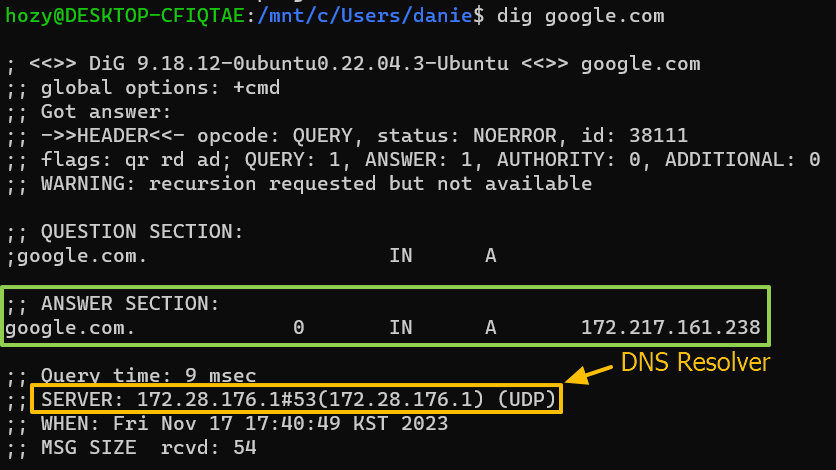 hozy@DESKTOP-CFIQTAE:/mnt/c/Users/danie$ dig google.com
; <<>> DiG 9.18.12-0ubuntu0.22.04.3-Ubuntu <<>> google.com
;; global options: +cmd
;; Got answer:
;; ->>HEADER<<- opcode: QUERY, status: NOERROR, id: 38111
;; flags: qr rd ad; QUERY: 1, ANSWER: 1, AUTHORITY: 0, ADDITIONAL: 0
;; WARNING: recursion requested but not available
;; QUESTION SECTION:
;google.com. IN A
;; ANSWER SECTION:
google.com. 0 IN A 172.217.161.238
;; Query time: 9 msec
DNS Resolver
;; SERVER: 172.28.176.1#53(172.28.176.1) (UDP)
;; WHEN: Fri Nov 17 17:40:49 KST 2023
;; MSG SIZE rcvd: 54